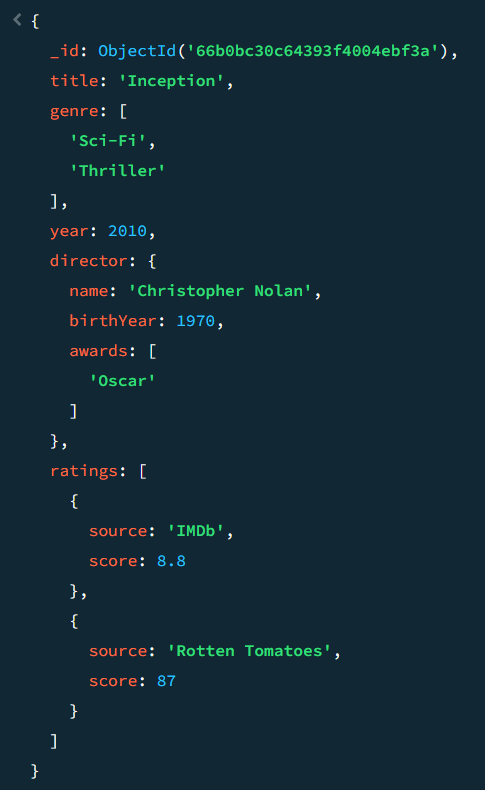 {
_id: ObjectId('66b0bc30c64393f4004ebf3a'),
title: 'Inception',
genre: [
'Sci-Fi',
'Thriller'
],
year: 2010,
director: {
name: 'Christopher Nolan',
birthYear: 1970,
awards: [
'Oscar'
]
},
ratings: [
{
source: 'IMDb',
score: 8.8
},
{
source: 'Rotten Tomatoes',
score: 87
}
]
}